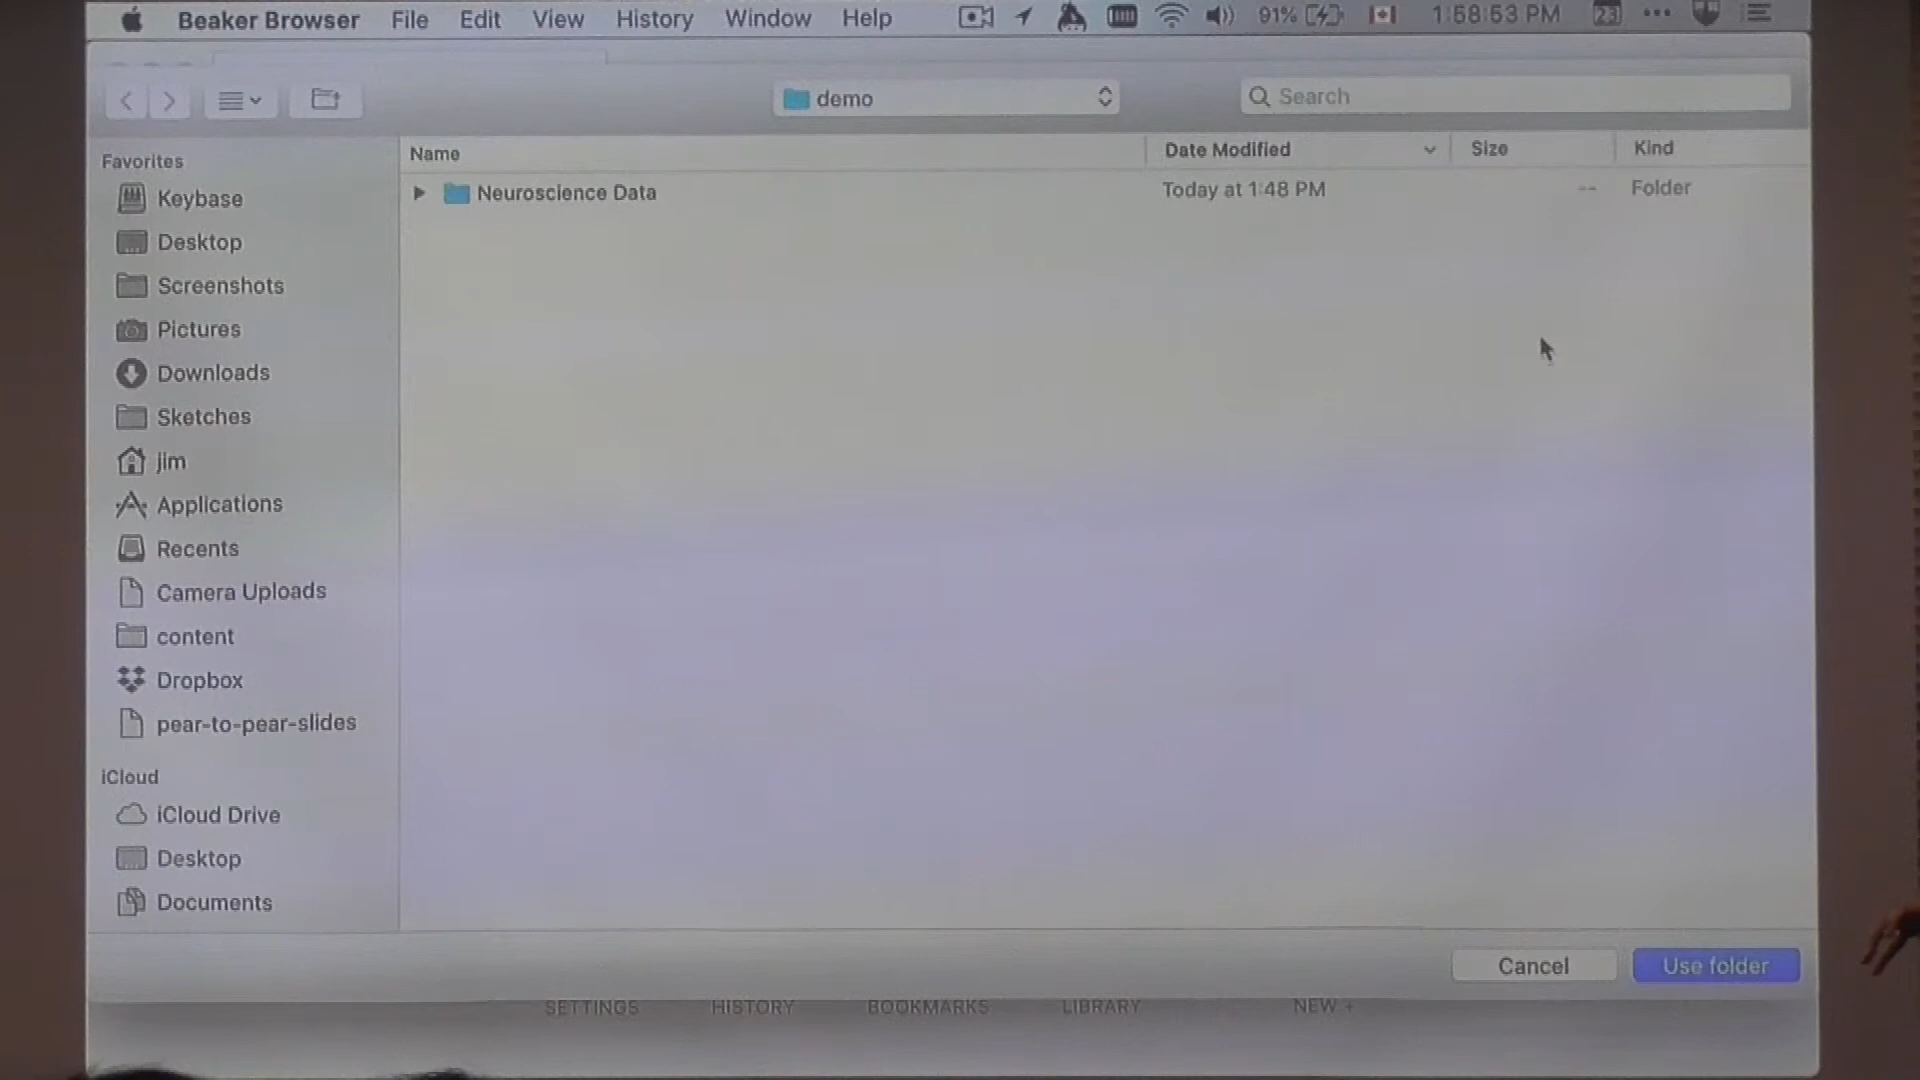 Beaker Browser File Edit View History Window Help 91% 1:58:53 PM 23
demo
Search
Favorites
Name Date Modified Size Kind
Keybase
Neuroscience Data Today at 1:48 PM -- Folder
Desktop
Screenshots
Pictures
Downloads
Sketches
jim
Applications
Recents
Camera Uploads
content
Dropbox
pear-to-pear-slides
iCloud
iCloud Drive
Desktop
Documents
Cancel Use folder
SETTINGS HISTORY BOOKMARKS LIBRARY NEW +